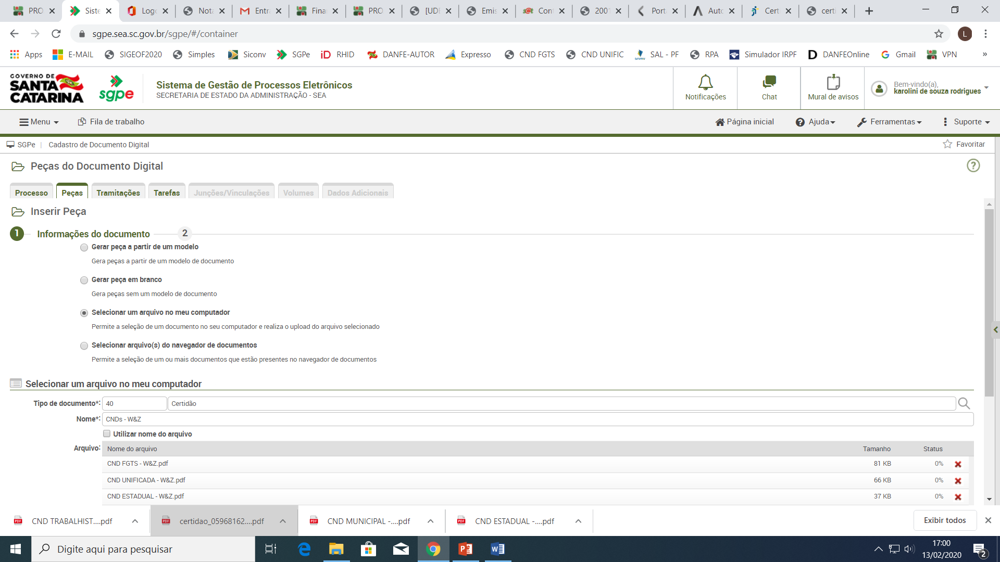 PRO
Siste
Logo
Nota
Entra
Finan
PRO
[UDE
Emis
Con
2001
Porta
Auto
Certi
certi
sgpe.sea.sc.gov.br/sgpe/#/container
L
Apps
E-MAIL
SIGEOF2020
Simples
Siconv
SGPe
iD RHID
DANFE-AUTOR
Expresso
CND FGTS
CND UNIFIC
SAL - PF
RPA
Simulador IRPF
D DANFEOnline
Gmail
VPN
»
GOVERNO DE
SANTA
CATARINA
sgpe
Sistema de Gestão de Processos Eletrônicos
SECRETARIA DE ESTADO DA ADMINISTRAÇÃO - SEA
Notificações
Chat
Mural de avisos
Bem-vindo(a),
karolini de souza rodrigues
Menu
Fila de trabalho
Página inicial
Ajuda
Ferramentas
Suporte
SGPe | Cadastro de Documento Digital
Favoritar
Peças do Documento Digital
?
Processo
Peças
Tramitações
Tarefas
Junções/Vinculações
Volumes
Dados Adicionais
Inserir Peça
1 Informações do documento 2
Gerar peça a partir de um modelo
Gera peças a partir de um modelo de documento
Gerar peça em branco
Gera peças sem um modelo de documento
Selecionar um arquivo no meu computador
Permite a seleção de um documento no seu computador e realiza o upload do arquivo selecionado
Selecionar arquivo(s) do navegador de documentos
Permite a seleção de um ou mais documentos que estão presentes no navegador de documentos
Selecionar um arquivo no meu computador
Tipo de documento*: 40 Certidão
Nome*: CNDs - W&Z
Utilizar nome do arquivo
Arquivo: Nome do arquivo Tamanho Status
CND FGTS - W&Z.pdf 81 KB 0%
CND UNIFICADA - W&Z.pdf 66 KB 0%
CND ESTADUAL - W&Z.pdf 37 KB 0%
CND TRABALHIST....pdf
certidao_05968162....pdf
CND MUNICIPAL -....pdf
CND ESTADUAL -....pdf
Exibir todos
Digite aqui para pesquisar
17:00
13/02/2020
2